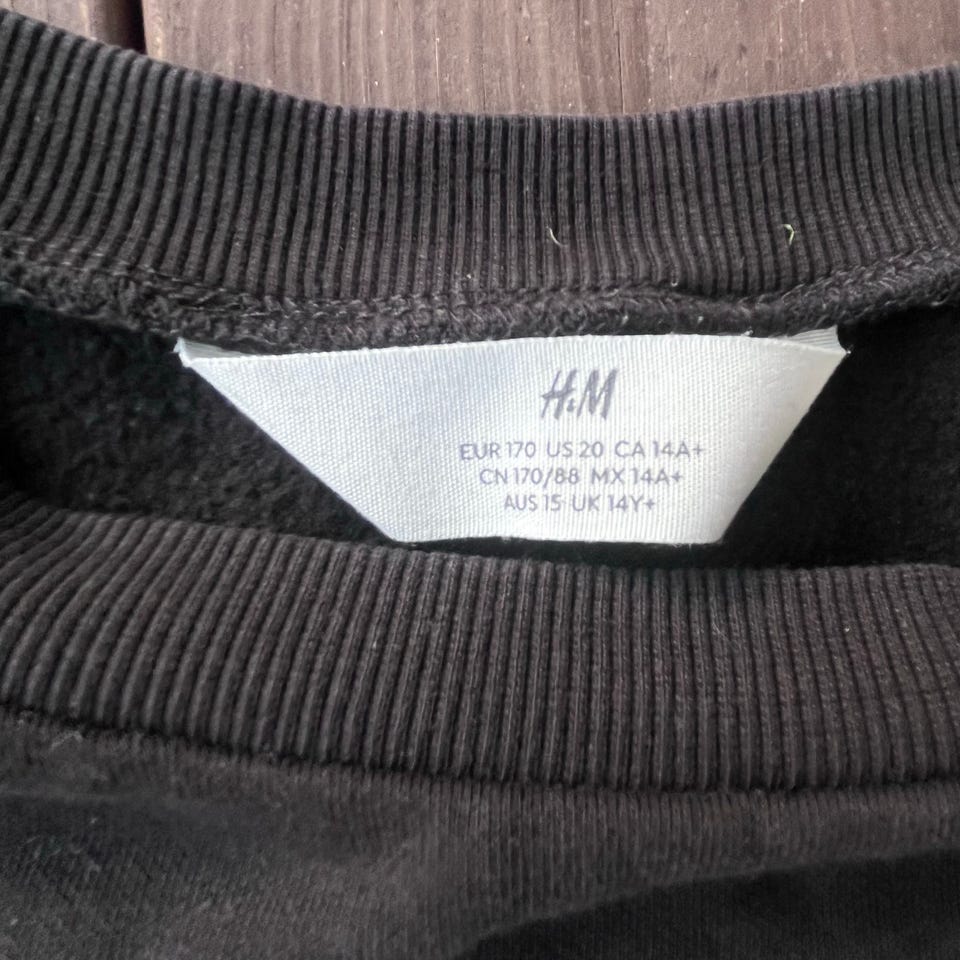 H&M
EUR 170 US 20 CA 14A+
CN 170/88 MX 14A+
AUS 15 UK 14Y+